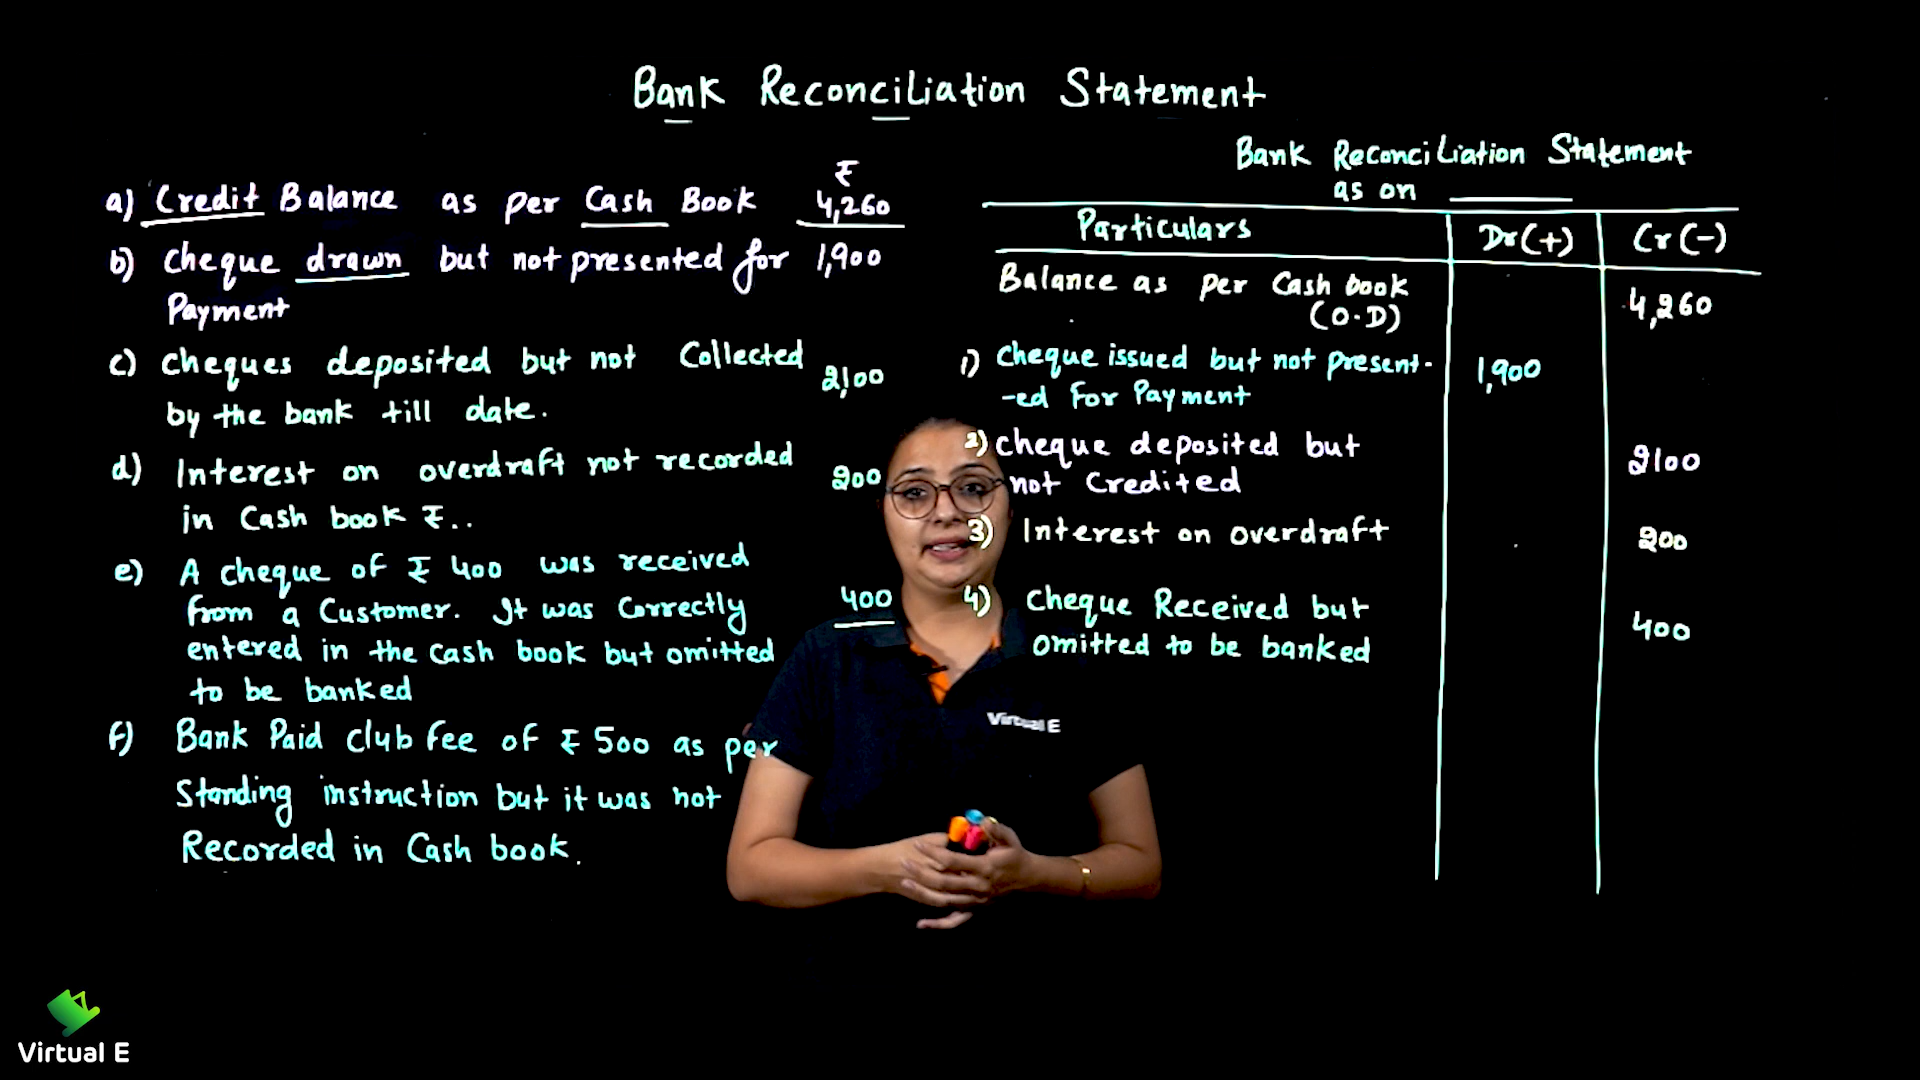 Bank Reconciliation Statement
₹
a) Credit Balance as per Cash Book 4,260
b) Cheque drawn but not presented for 1,900
Payment
c) Cheques deposited but not Collected
2,100
by the bank till date.
d) Interest on overdraft not recorded
200
in Cash book ₹..
e) A cheque of ₹ 400 was received
from a Customer. It was Correctly
400
entered in the Cash book but omitted
to be banked
f) Bank Paid club fee of ₹ 500 as per
Standing instruction but it was not
Recorded in Cash book.
Bank Reconciliation Statement
as on
Particulars Dr (+) Cr (-)
Balance as per Cash book
(O.D) 4,260
1) Cheque issued but not present-
-ed For Payment 1,900
2) Cheque deposited but
not Credited 2100
3) Interest on overdraft 200
4) Cheque Received but
omitted to be banked 400
Virtual E
Virtual E